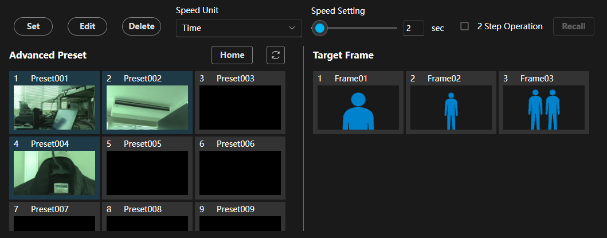 Speed Unit
Speed Setting
Set
Edit
Delete
Time
2
sec
2 Step Operation
Recall
Advanced Preset
Home
Target Frame
1 Preset001
2 Preset002
3 Preset003
1 Frame01
2 Frame02
3 Frame03
4 Preset004
5 Preset005
6 Preset006
7 Preset007
8 Preset008
9 Preset009